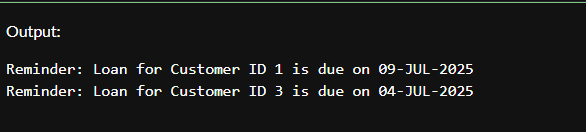 Output:
Reminder: Loan for Customer ID 1 is due on 09-JUL-2025
Reminder: Loan for Customer ID 3 is due on 04-JUL-2025